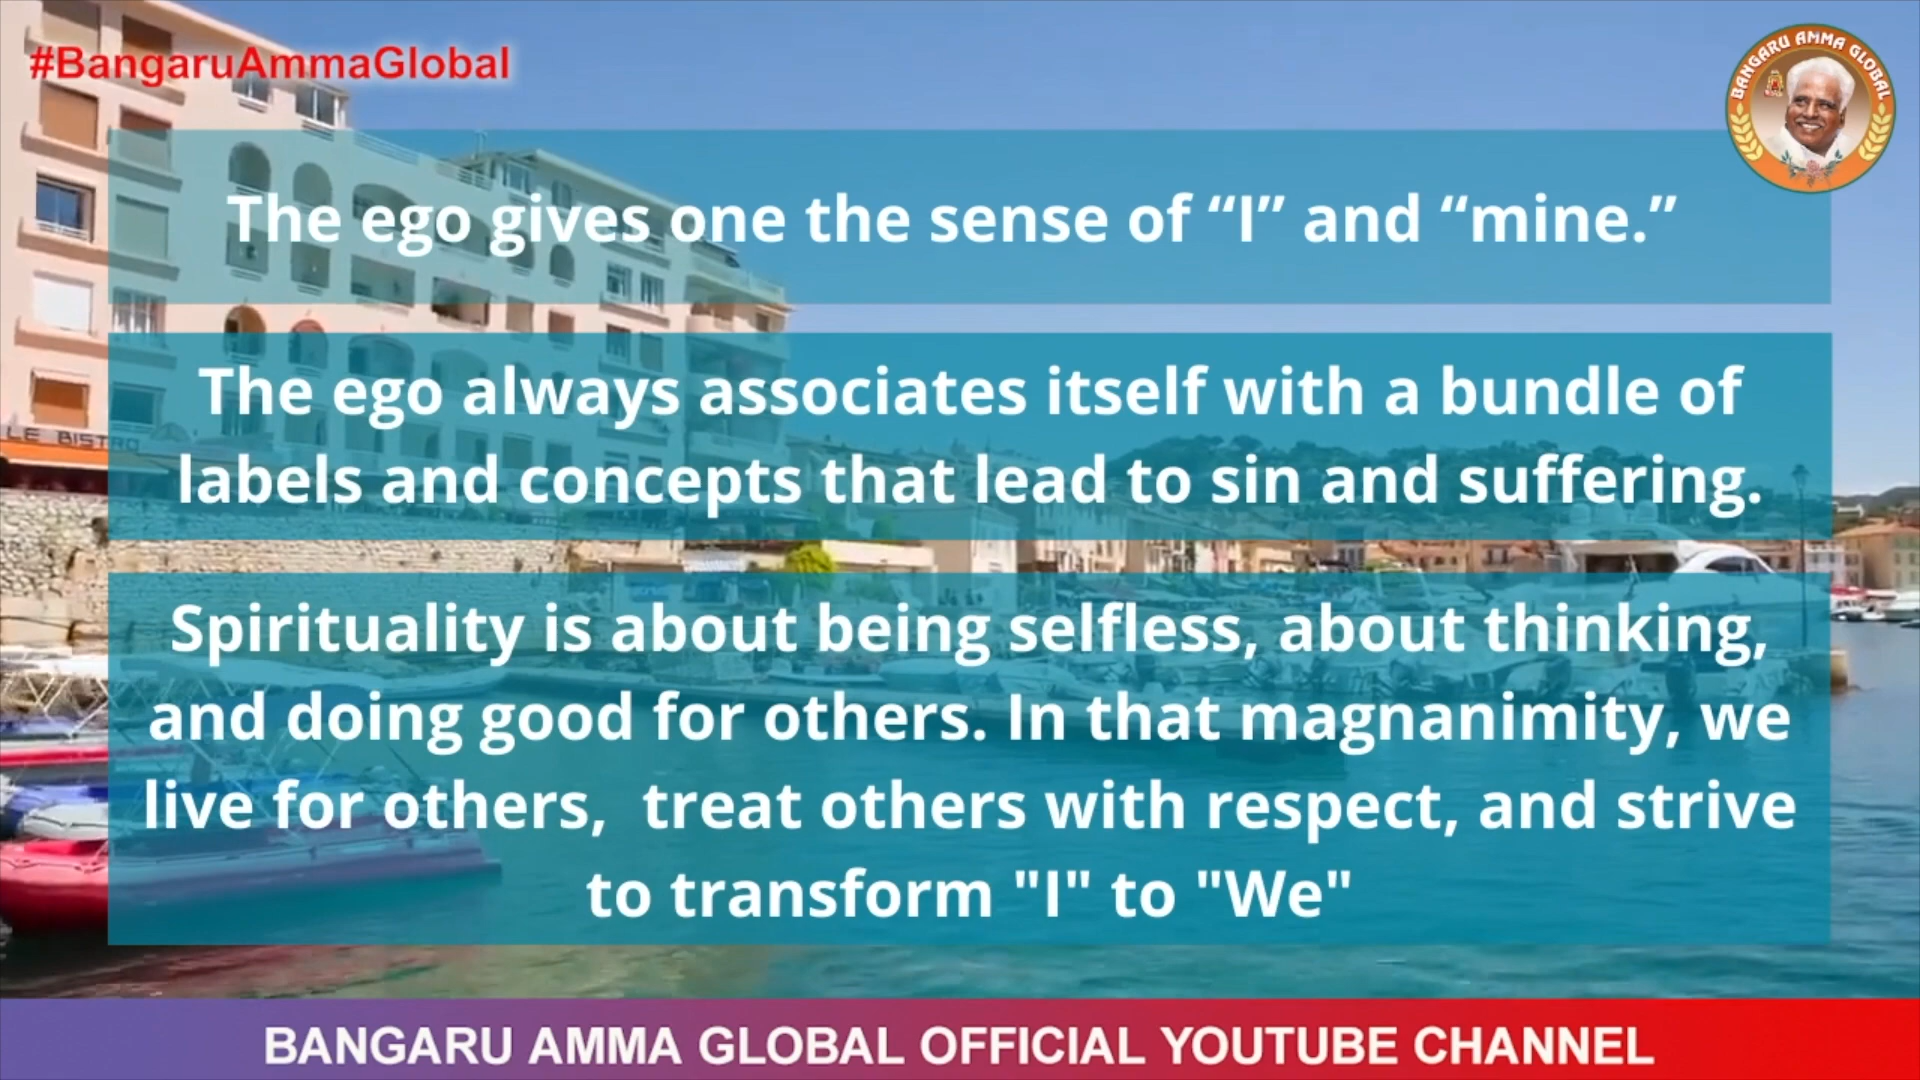 #BangaruAmmaGlobal
BANGARU AMMA GLOBAL
The ego gives one the sense of “I” and “mine.”
The ego always associates itself with a bundle of
labels and concepts that lead to sin and suffering.
LE BISTRO
Spirituality is about being selfless, about thinking,
and doing good for others. In that magnanimity, we
live for others,  treat others with respect, and strive
to transform "I" to "We"
BANGARU AMMA GLOBAL OFFICIAL YOUTUBE CHANNEL